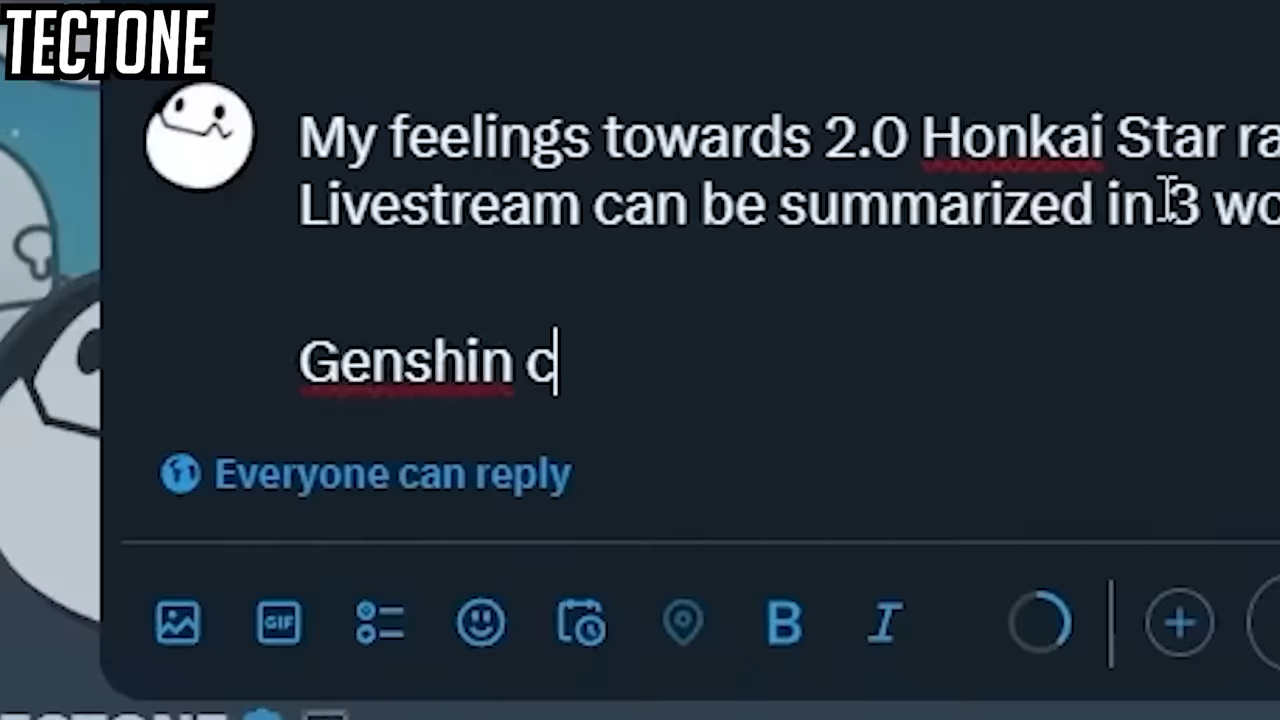 TECTONE
My feelings towards 2.0 Honkai Star ra
Livestream can be summarized in 3 wo
Genshin c
Everyone can reply
GIF
B I